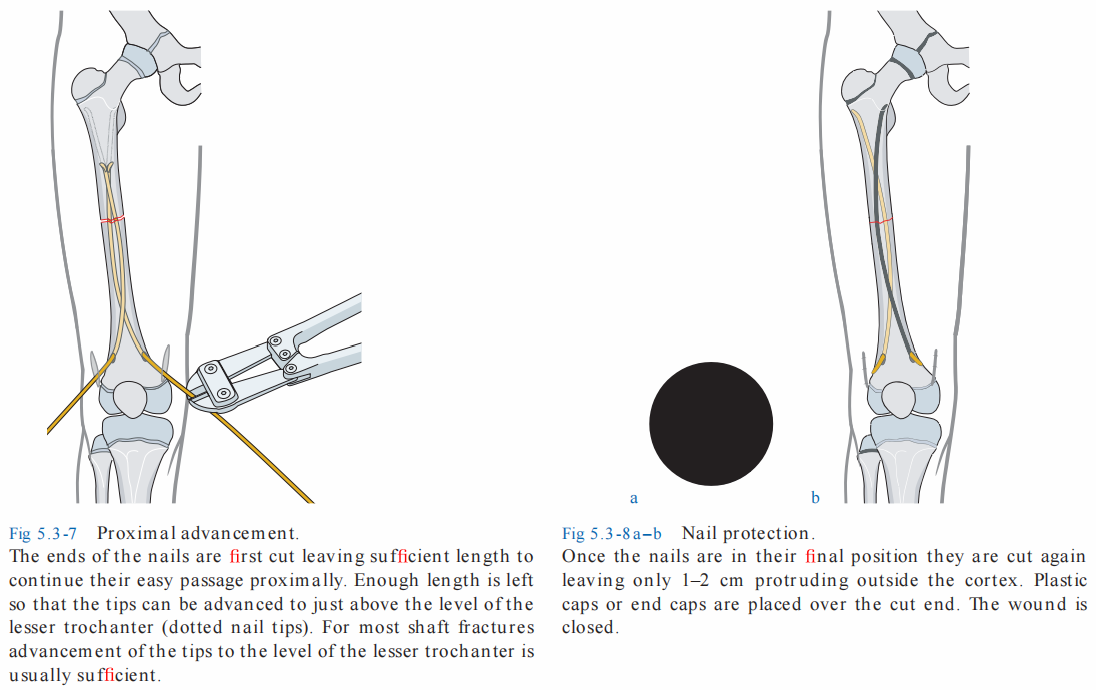 a
b
Fig 5.3-7 Proximal advancement.
The ends of the nails are first cut leaving sufficient length to
continue their easy passage proximally. Enough length is left
so that the tips can be advanced to just above the level of the
lesser trochanter (dotted nail tips). For most shaft fractures
advancement of the tips to the level of the lesser trochanter is
usually sufficient.
Fig 5.3-8a–b Nail protection.
Once the nails are in their final position they are cut again
leaving only 1–2 cm protruding outside the cortex. Plastic
caps or end caps are placed over the cut end. The wound is
closed.